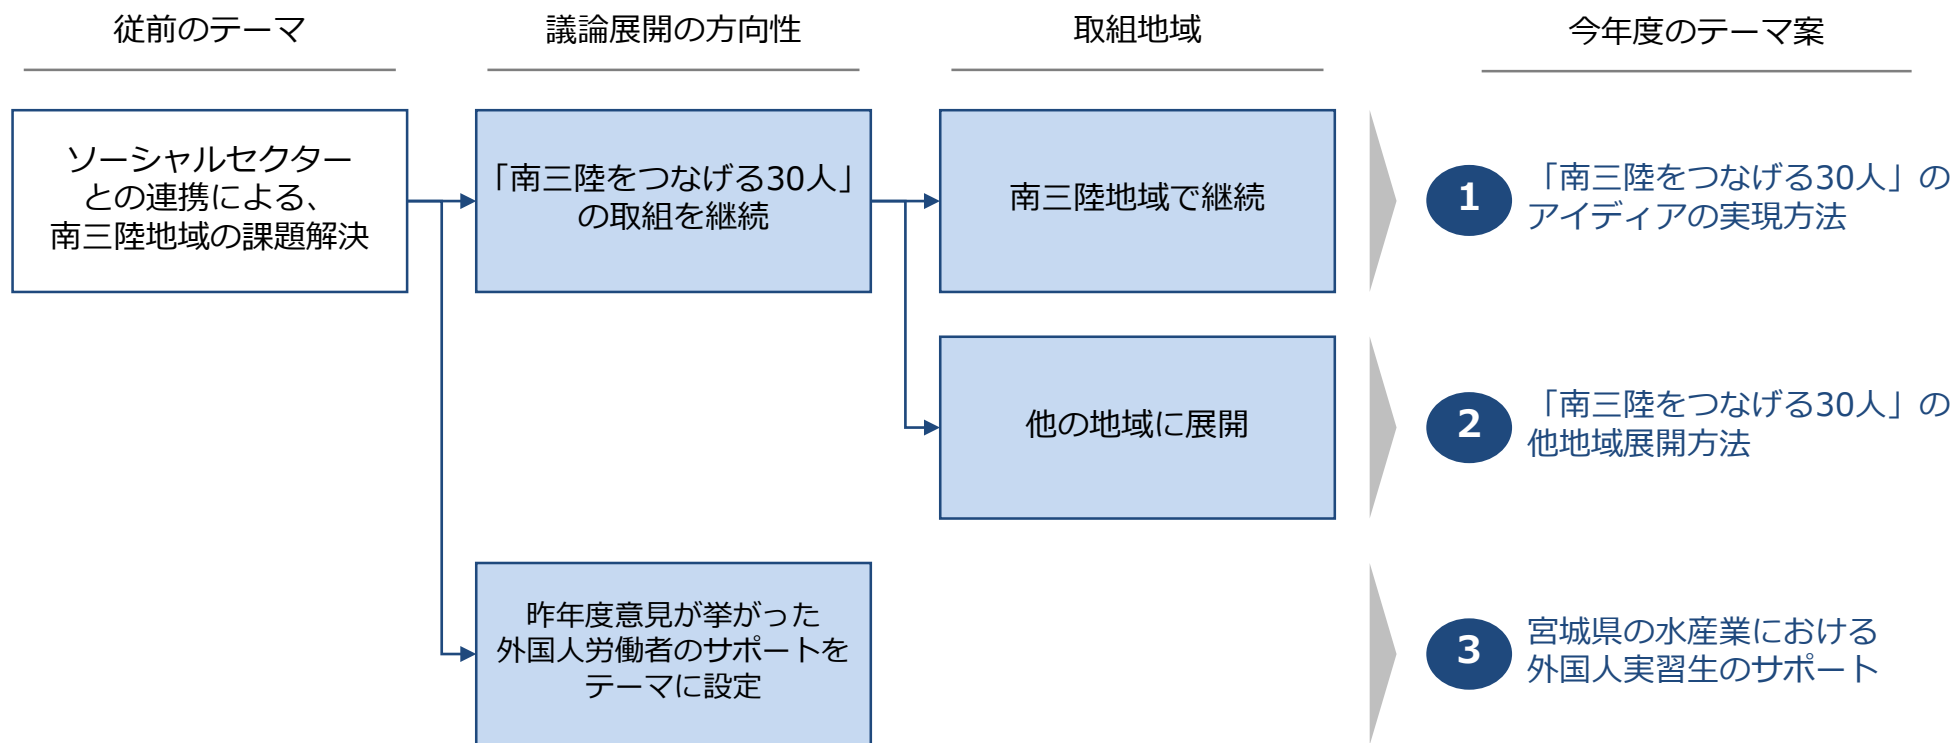 従前のテーマ
議論展開の方向性
取組地域
今年度のテーマ案
ソーシャルセクター
との連携による、
南三陸地域の課題解決
「南三陸をつなげる30人」
の取組を継続
南三陸地域で継続
1
「南三陸をつなげる30人」の
アイディアの実現方法
他の地域に展開
2
「南三陸をつなげる30人」の
他地域展開方法
昨年度意見が挙がった
外国人労働者のサポートを
テーマに設定
3
宮城県の水産業における
外国人実習生のサポート